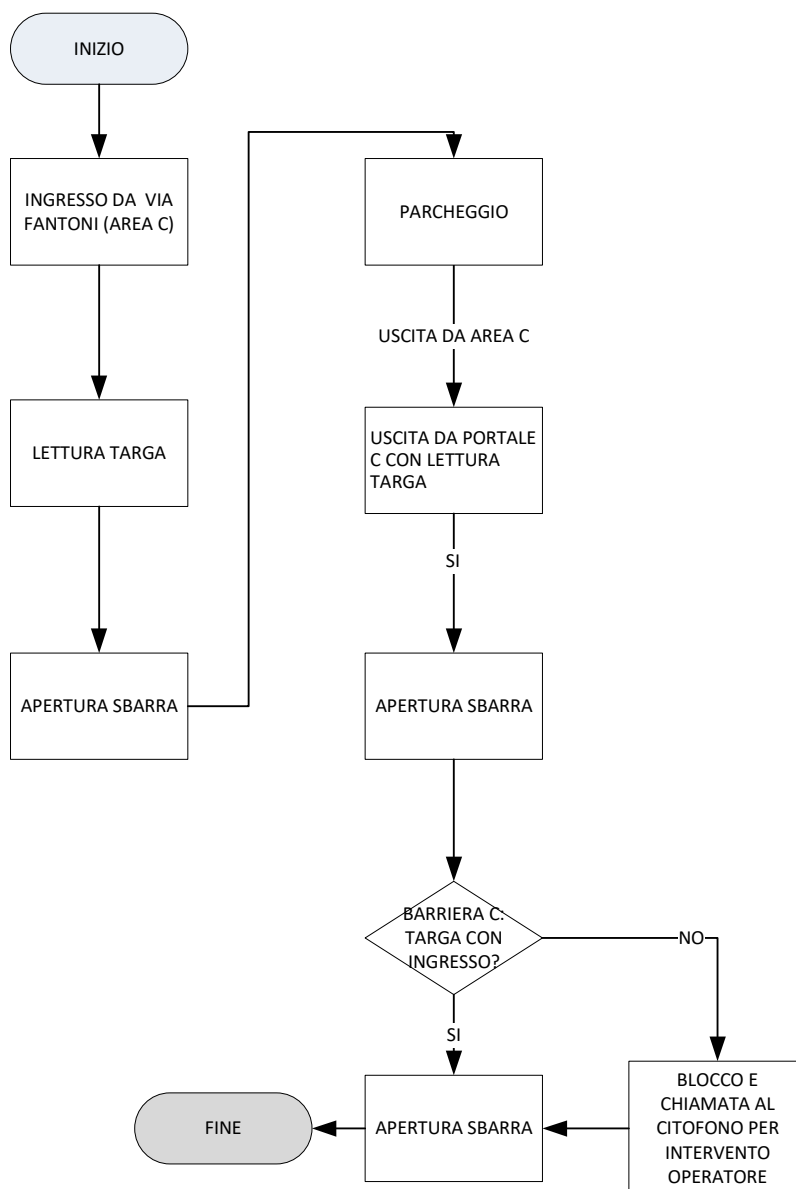 INIZIO
INGRESSO DA VIA
FANTONI (AREA C)
LETTURA TARGA
APERTURA SBARRA
PARCHEGGIO
USCITA DA AREA C
USCITA DA PORTALE
C CON LETTURA
TARGA
SI
APERTURA SBARRA
BARRIERA C:
TARGA CON
INGRESSO?
NO
SI
BLOCCO E
CHIAMATA AL
CITOFONO PER
INTERVENTO
OPERATORE
APERTURA SBARRA
FINE